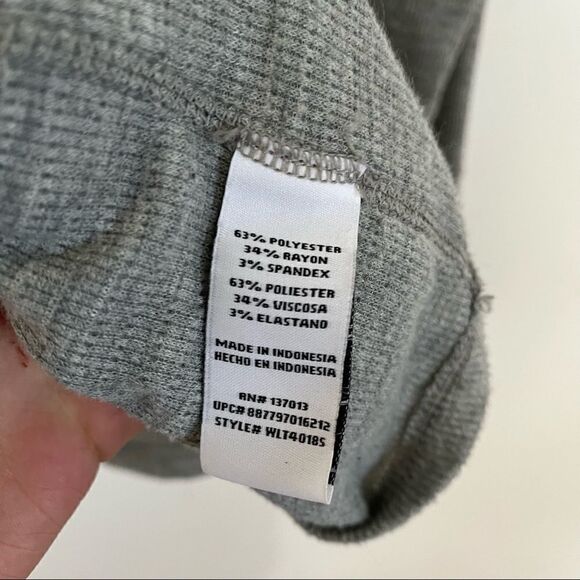 63% POLYESTER
34% RAYON
3% SPANDEX
63% POLIESTER
34% VISCOSA
3% ELASTANO
MADE IN INDONESIA
HECHO EN INDONESIA
RN# 137013
UPC# 887797016212
STYLE# WLT4018S